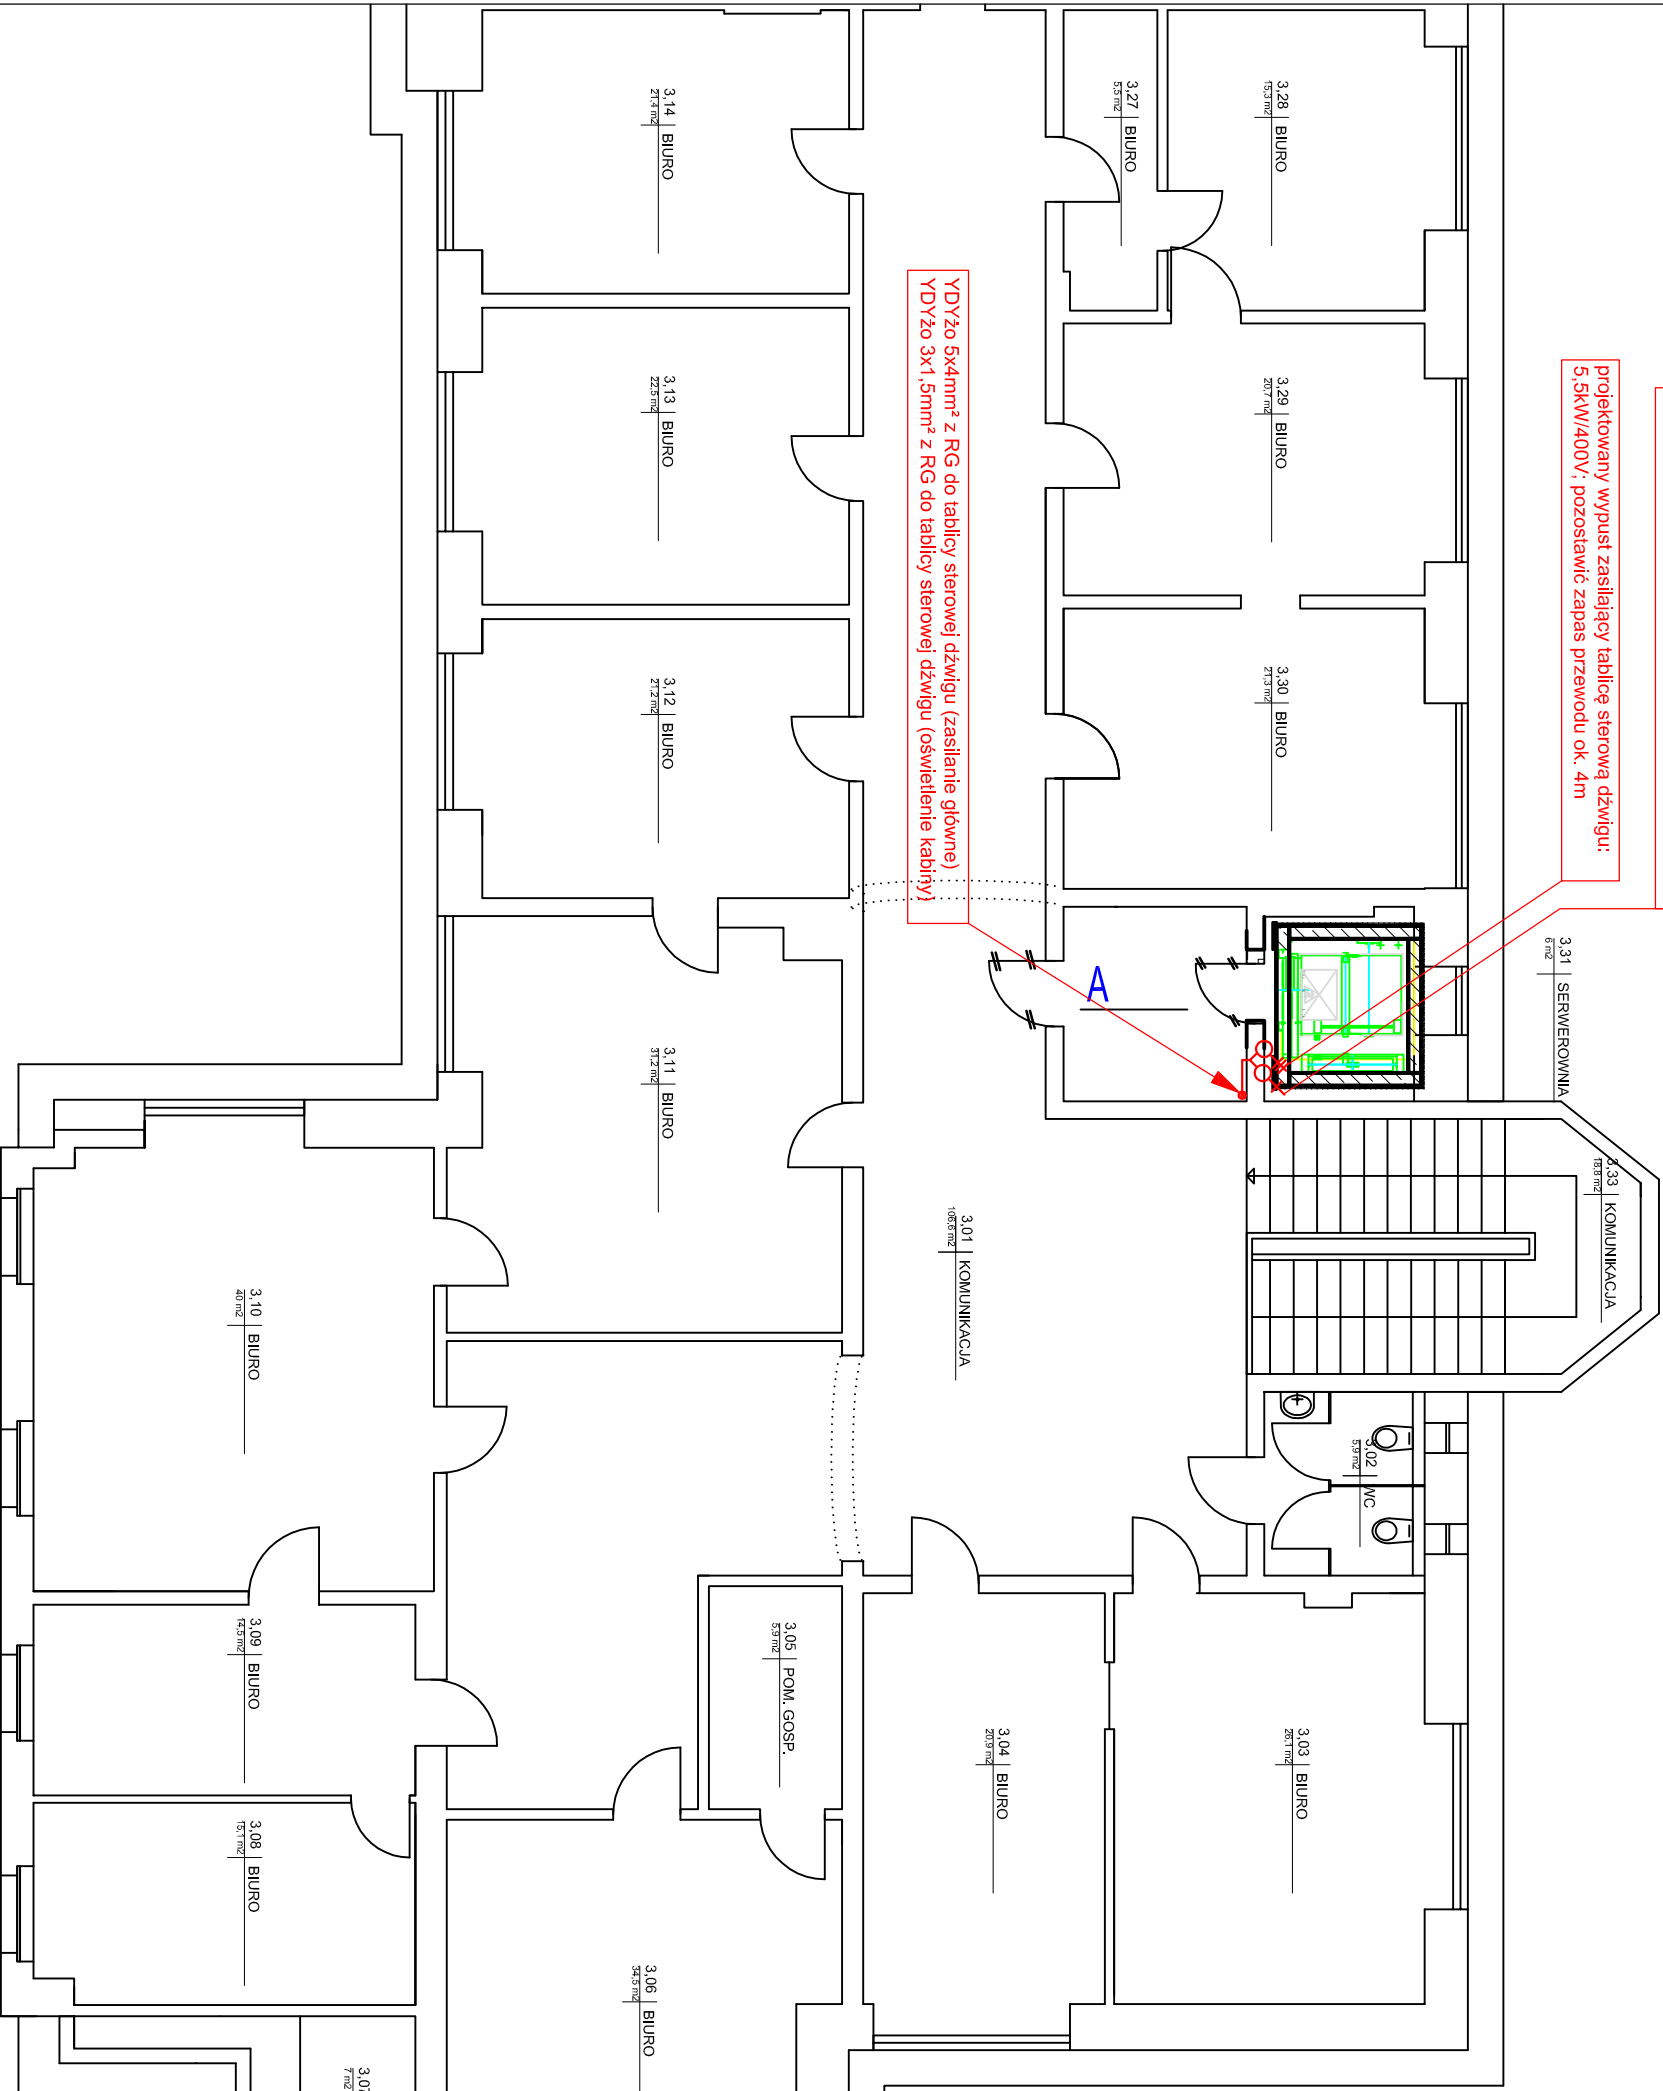 projektowany wypust zasilający tablicę sterową dźwigu:
5,5kW/400V; pozostawić zapas przewodu ok. 4m
3,31 SERWEROWNIA
6 m2
3,33 KOMUNIKACJA
18,8 m2
3,28 BIURO
15,3 m2
3,29 BIURO
20,7 m2
3,30 BIURO
21,3 m2
3,02 WC
5,9 m2
3,03 BIURO
26,1 m2
3,27 BIURO
5,5 m2
A
YDYżo 5x4mm² z RG do tablicy sterowej dźwigu (zasilanie główne)
YDYżo 3x1,5mm² z RG do tablicy sterowej dźwigu (oświetlenie kabiny)
3,01 KOMUNIKACJA
106,6 m2
3,04 BIURO
20,9 m2
3,05 POM. GOSP.
5,9 m2
3,14 BIURO
21,4 m2
3,13 BIURO
22,5 m2
3,12 BIURO
21,2 m2
3,11 BIURO
31,2 m2
3,06 BIURO
34,5 m2
3,10 BIURO
40 m2
3,09 BIURO
14,5 m2
3,08 BIURO
15,1 m2
3,07
7 m2